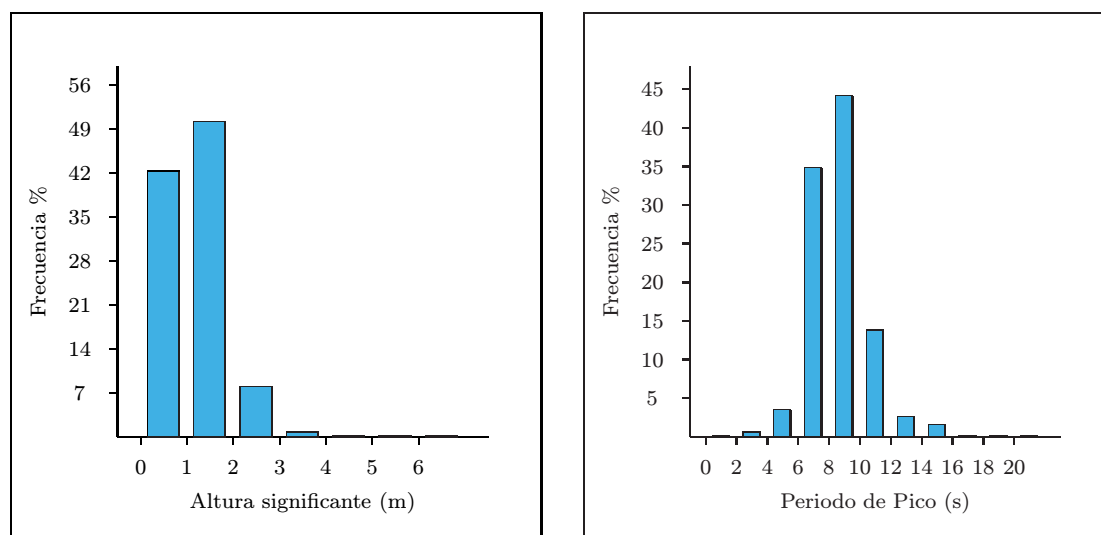 56
49
42
35
28
21
14
7
Frecuencia %
0 1 2 3 4 5 6
Altura significante (m)
45
40
35
30
25
20
15
10
5
Frecuencia %
0 2 4 6 8 10 12 14 16 18 20
Periodo de Pico (s)